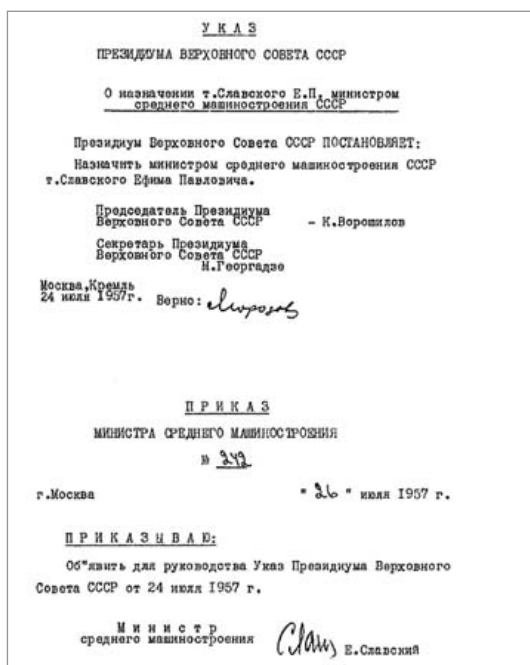 У К А З
ПРЕЗИДИУМА ВЕРХОВНОГО СОВЕТА СССР
О назначении т.Славского Е.П. министром
среднего машиностроения СССР
Президиум Верховного Совета СССР ПОСТАНОВЛЯЕТ:
Назначить министром среднего машиностроения СССР
т.Славского Ефима Павловича.
Председатель Президиума
Верховного Совета СССР - К.Ворошилов
Секретарь Президиума
Верховного Совета СССР
М.Георгадзе
Москва,Кремль
24 июля 1957г. Верно:
П Р И К А З
МИНИСТРА СРЕДНЕГО МАШИНОСТРОЕНИЯ
№ 242
г.Москва "26" июля 1957 г.
П Р И К А З Ы В А Ю:
Об"явить для руководства Указ Президиума Верховного
Совета СССР от 24 июля 1957 г.
М и н и с т р
среднего машиностроения Е.Славский